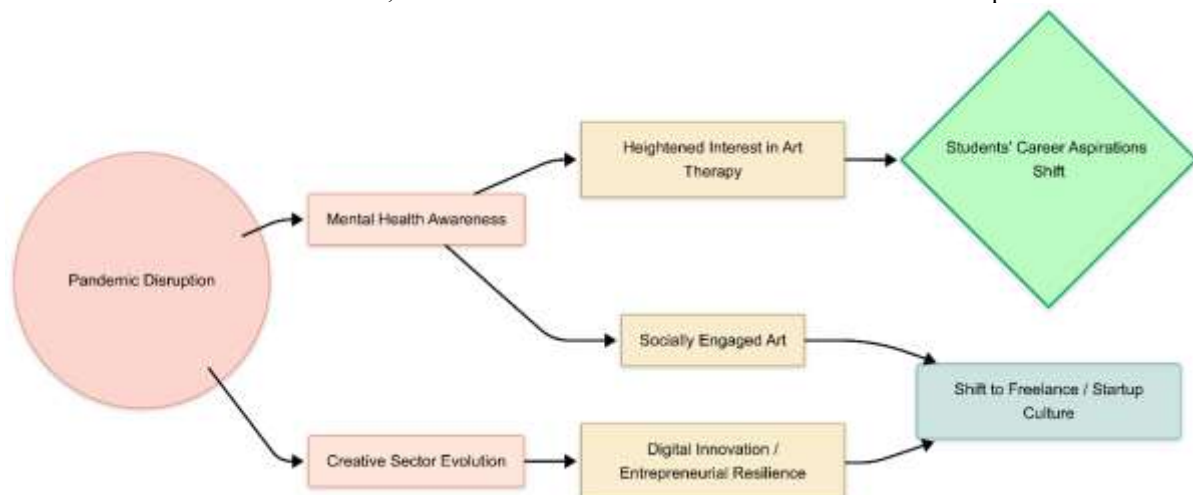 Heightened Interest in Art
Therapy
Students' Career Aspirations
Shift
Mental Health Awareness
Pandemic Disruption
Socially Engaged Art
Shift to Freelance / Startup
Culture
Creative Sector Evolution
Digital Innovation /
Entrepreneurial Resilience